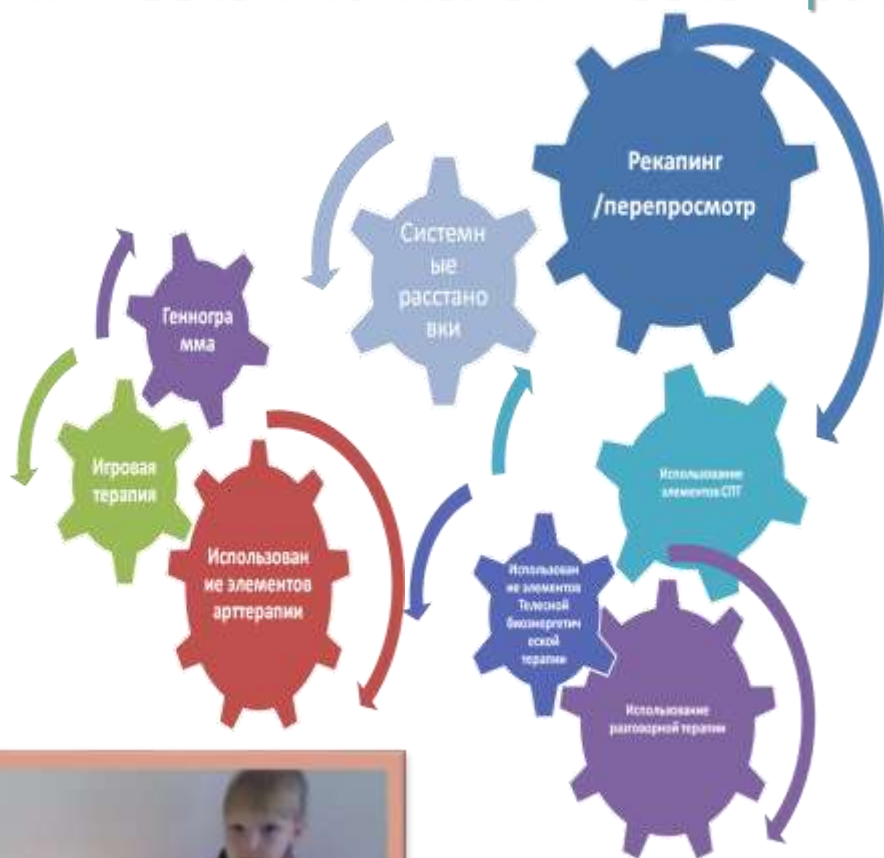 Рекапинг
/перепросмотр
Системн
ые
расстано
вки
Генногра
мма
Игровая
терапия
Использован
ие элементов
арттерапии
Использование
элементов СПТ
Использован
ие элементов
Телесной
биоэнергетич
еской
терапии
Использование
разговорной терапии